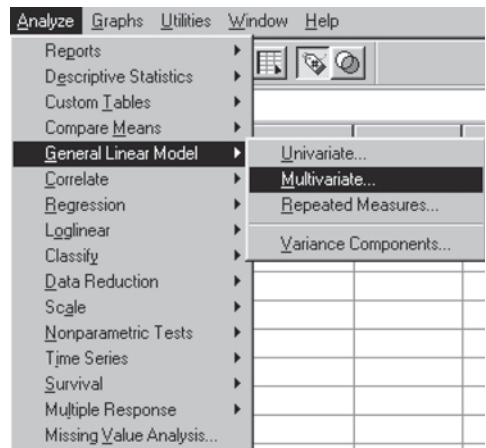 Analyze Graphs Utilities Window Help
Reports
Descriptive Statistics
Custom Tables
Compare Means
General Linear Model
Correlate
Regression
Loglinear
Classify
Data Reduction
Scale
Nonparametric Tests
Time Series
Survival
Multiple Response
Missing Value Analysis...
Univariate...
Multivariate...
Repeated Measures...
Variance Components...